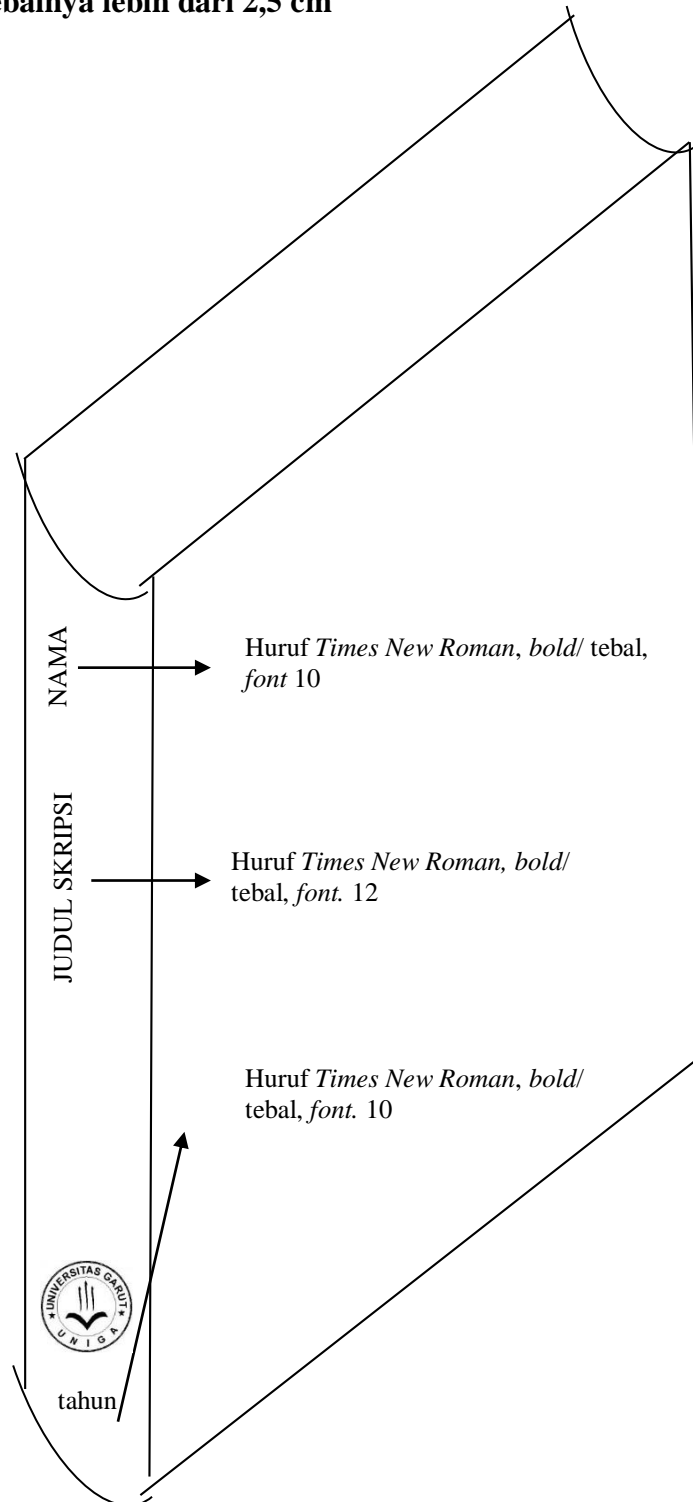 lebih dari 2,5 cm
NAMA
Huruf Times New Roman, bold/ tebal,
font 10
JUDUL SKRIPSI
Huruf Times New Roman, bold/
tebal, font. 12
Huruf Times New Roman, bold/
tebal, font. 10
UNIVERSITAS GARUT
UNIGA
tahun